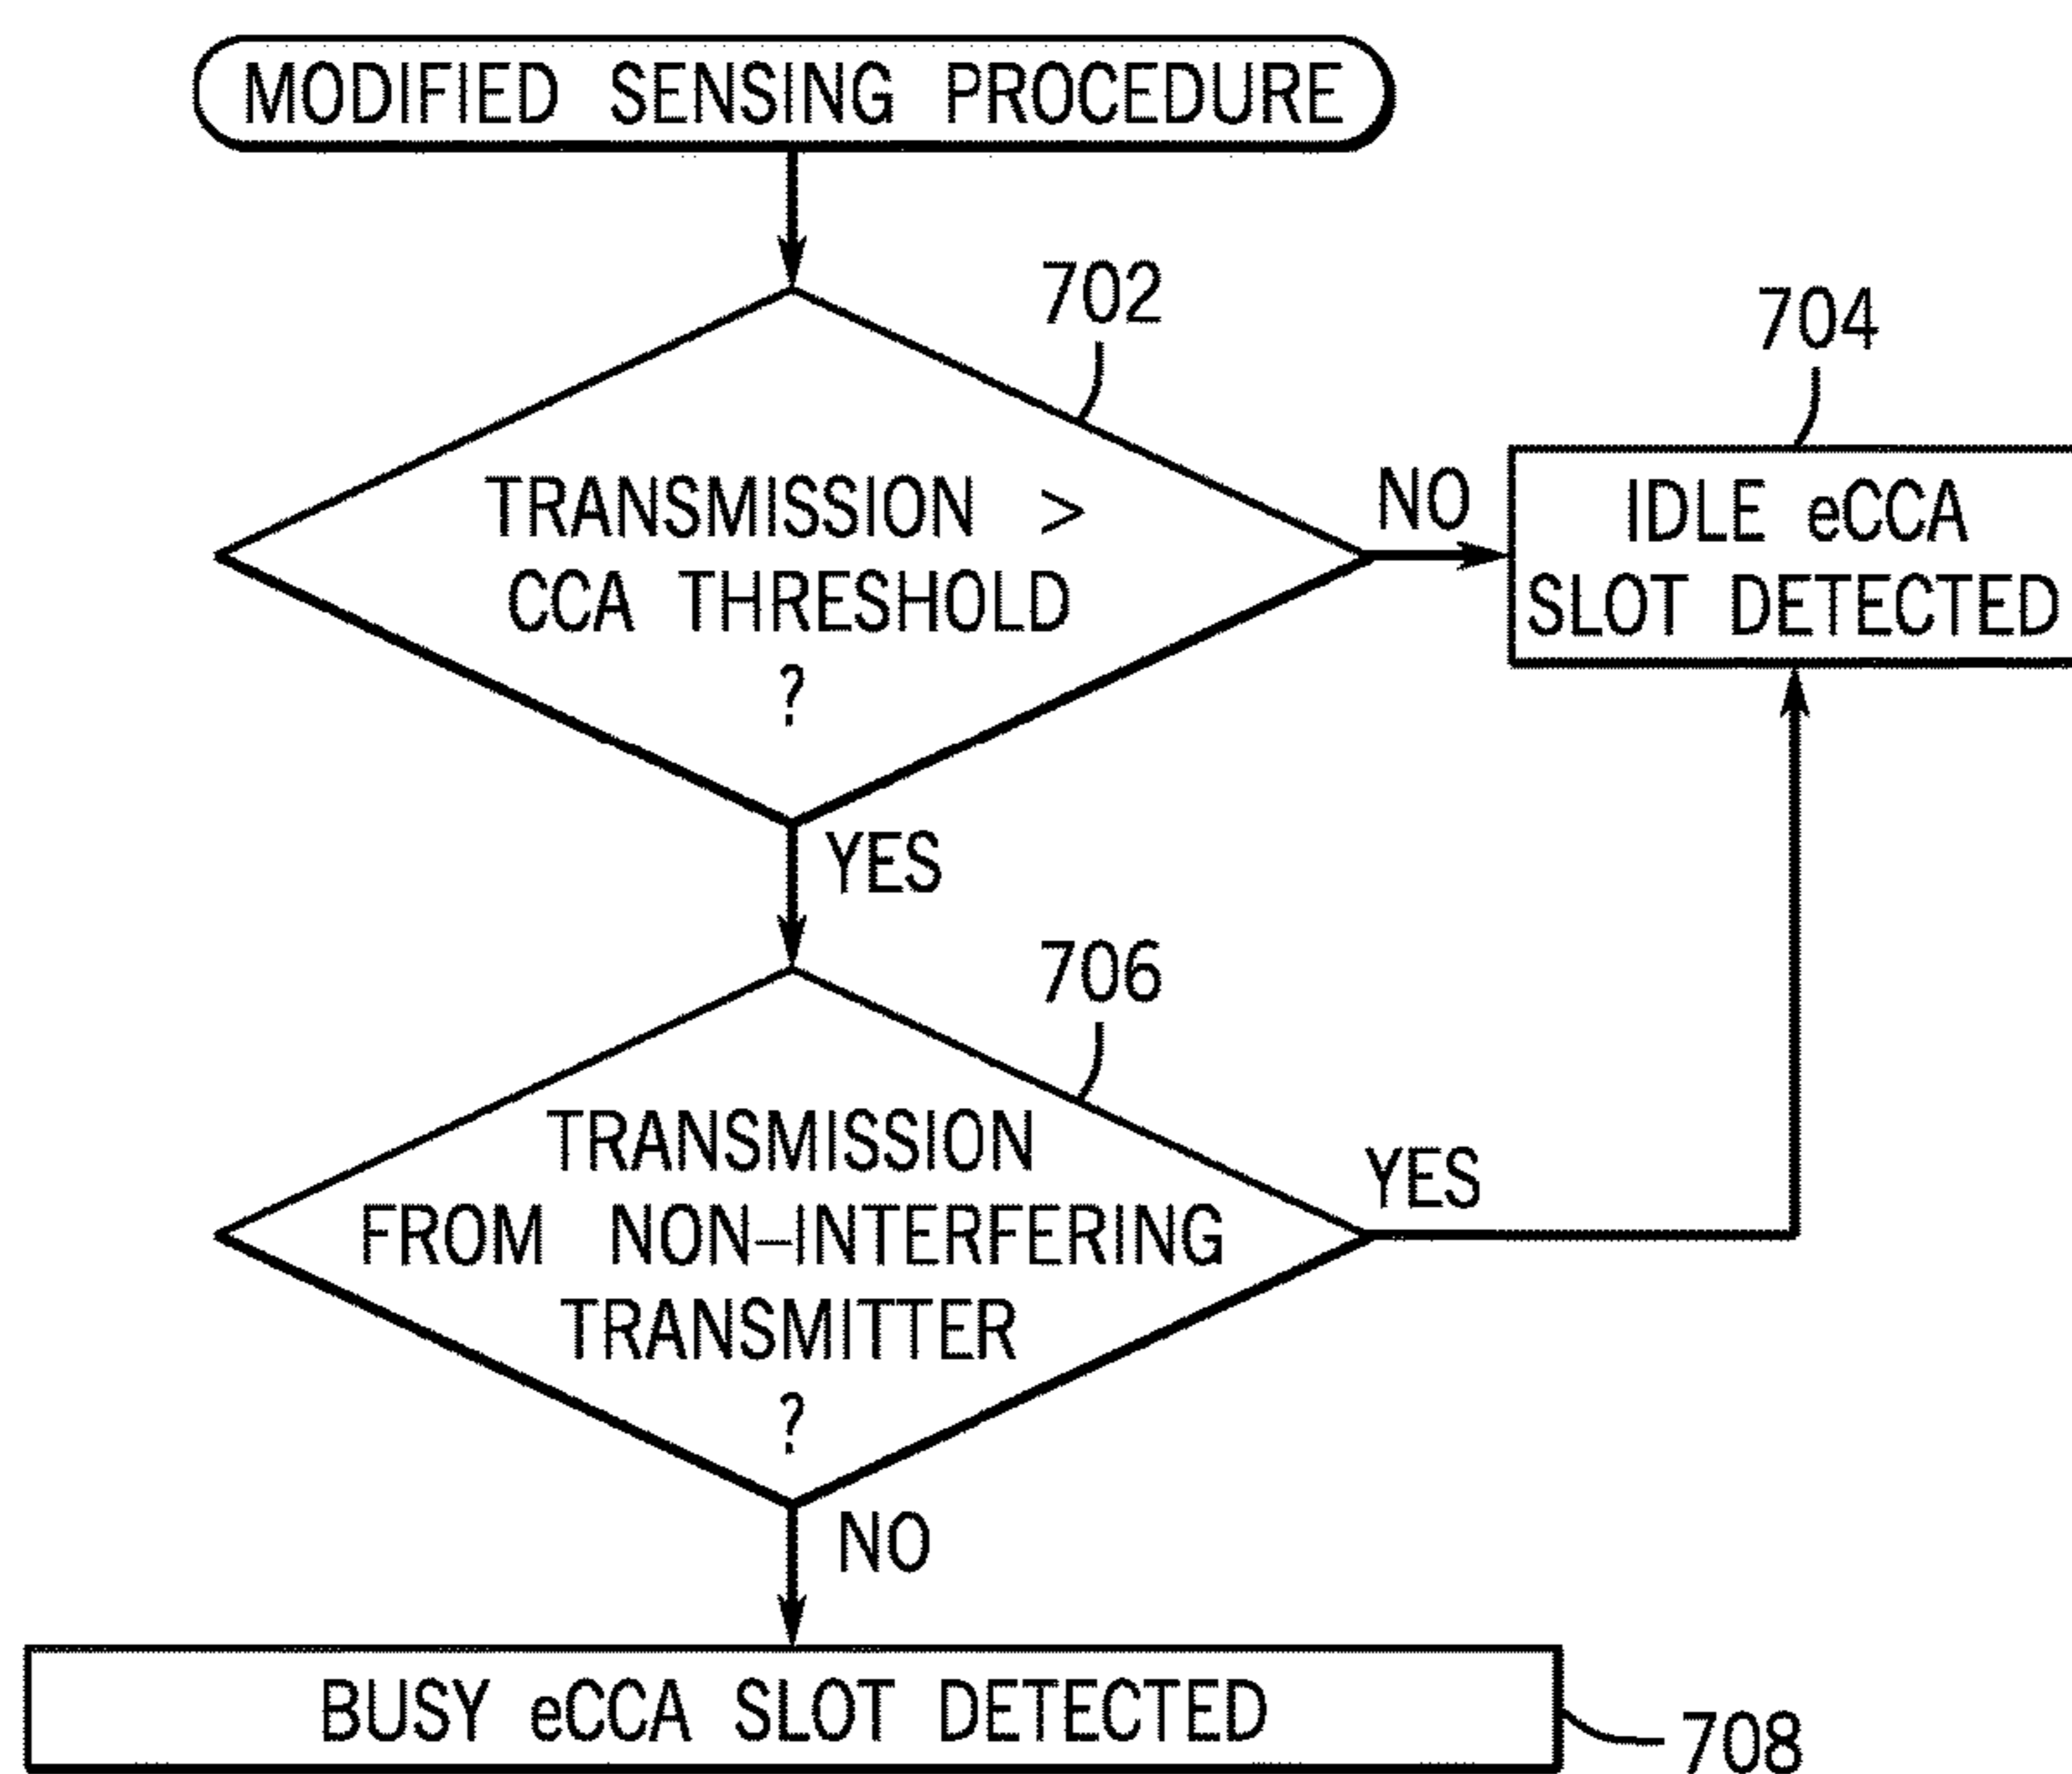 MODIFIED SENSING PROCEDURE
702
704
TRANSMISSION >
CCA THRESHOLD
?
NO
IDLE eCCA
SLOT DETECTED
YES
706
TRANSMISSION
FROM NON–INTERFERING
TRANSMITTER
?
YES
NO
BUSY eCCA SLOT DETECTED
708